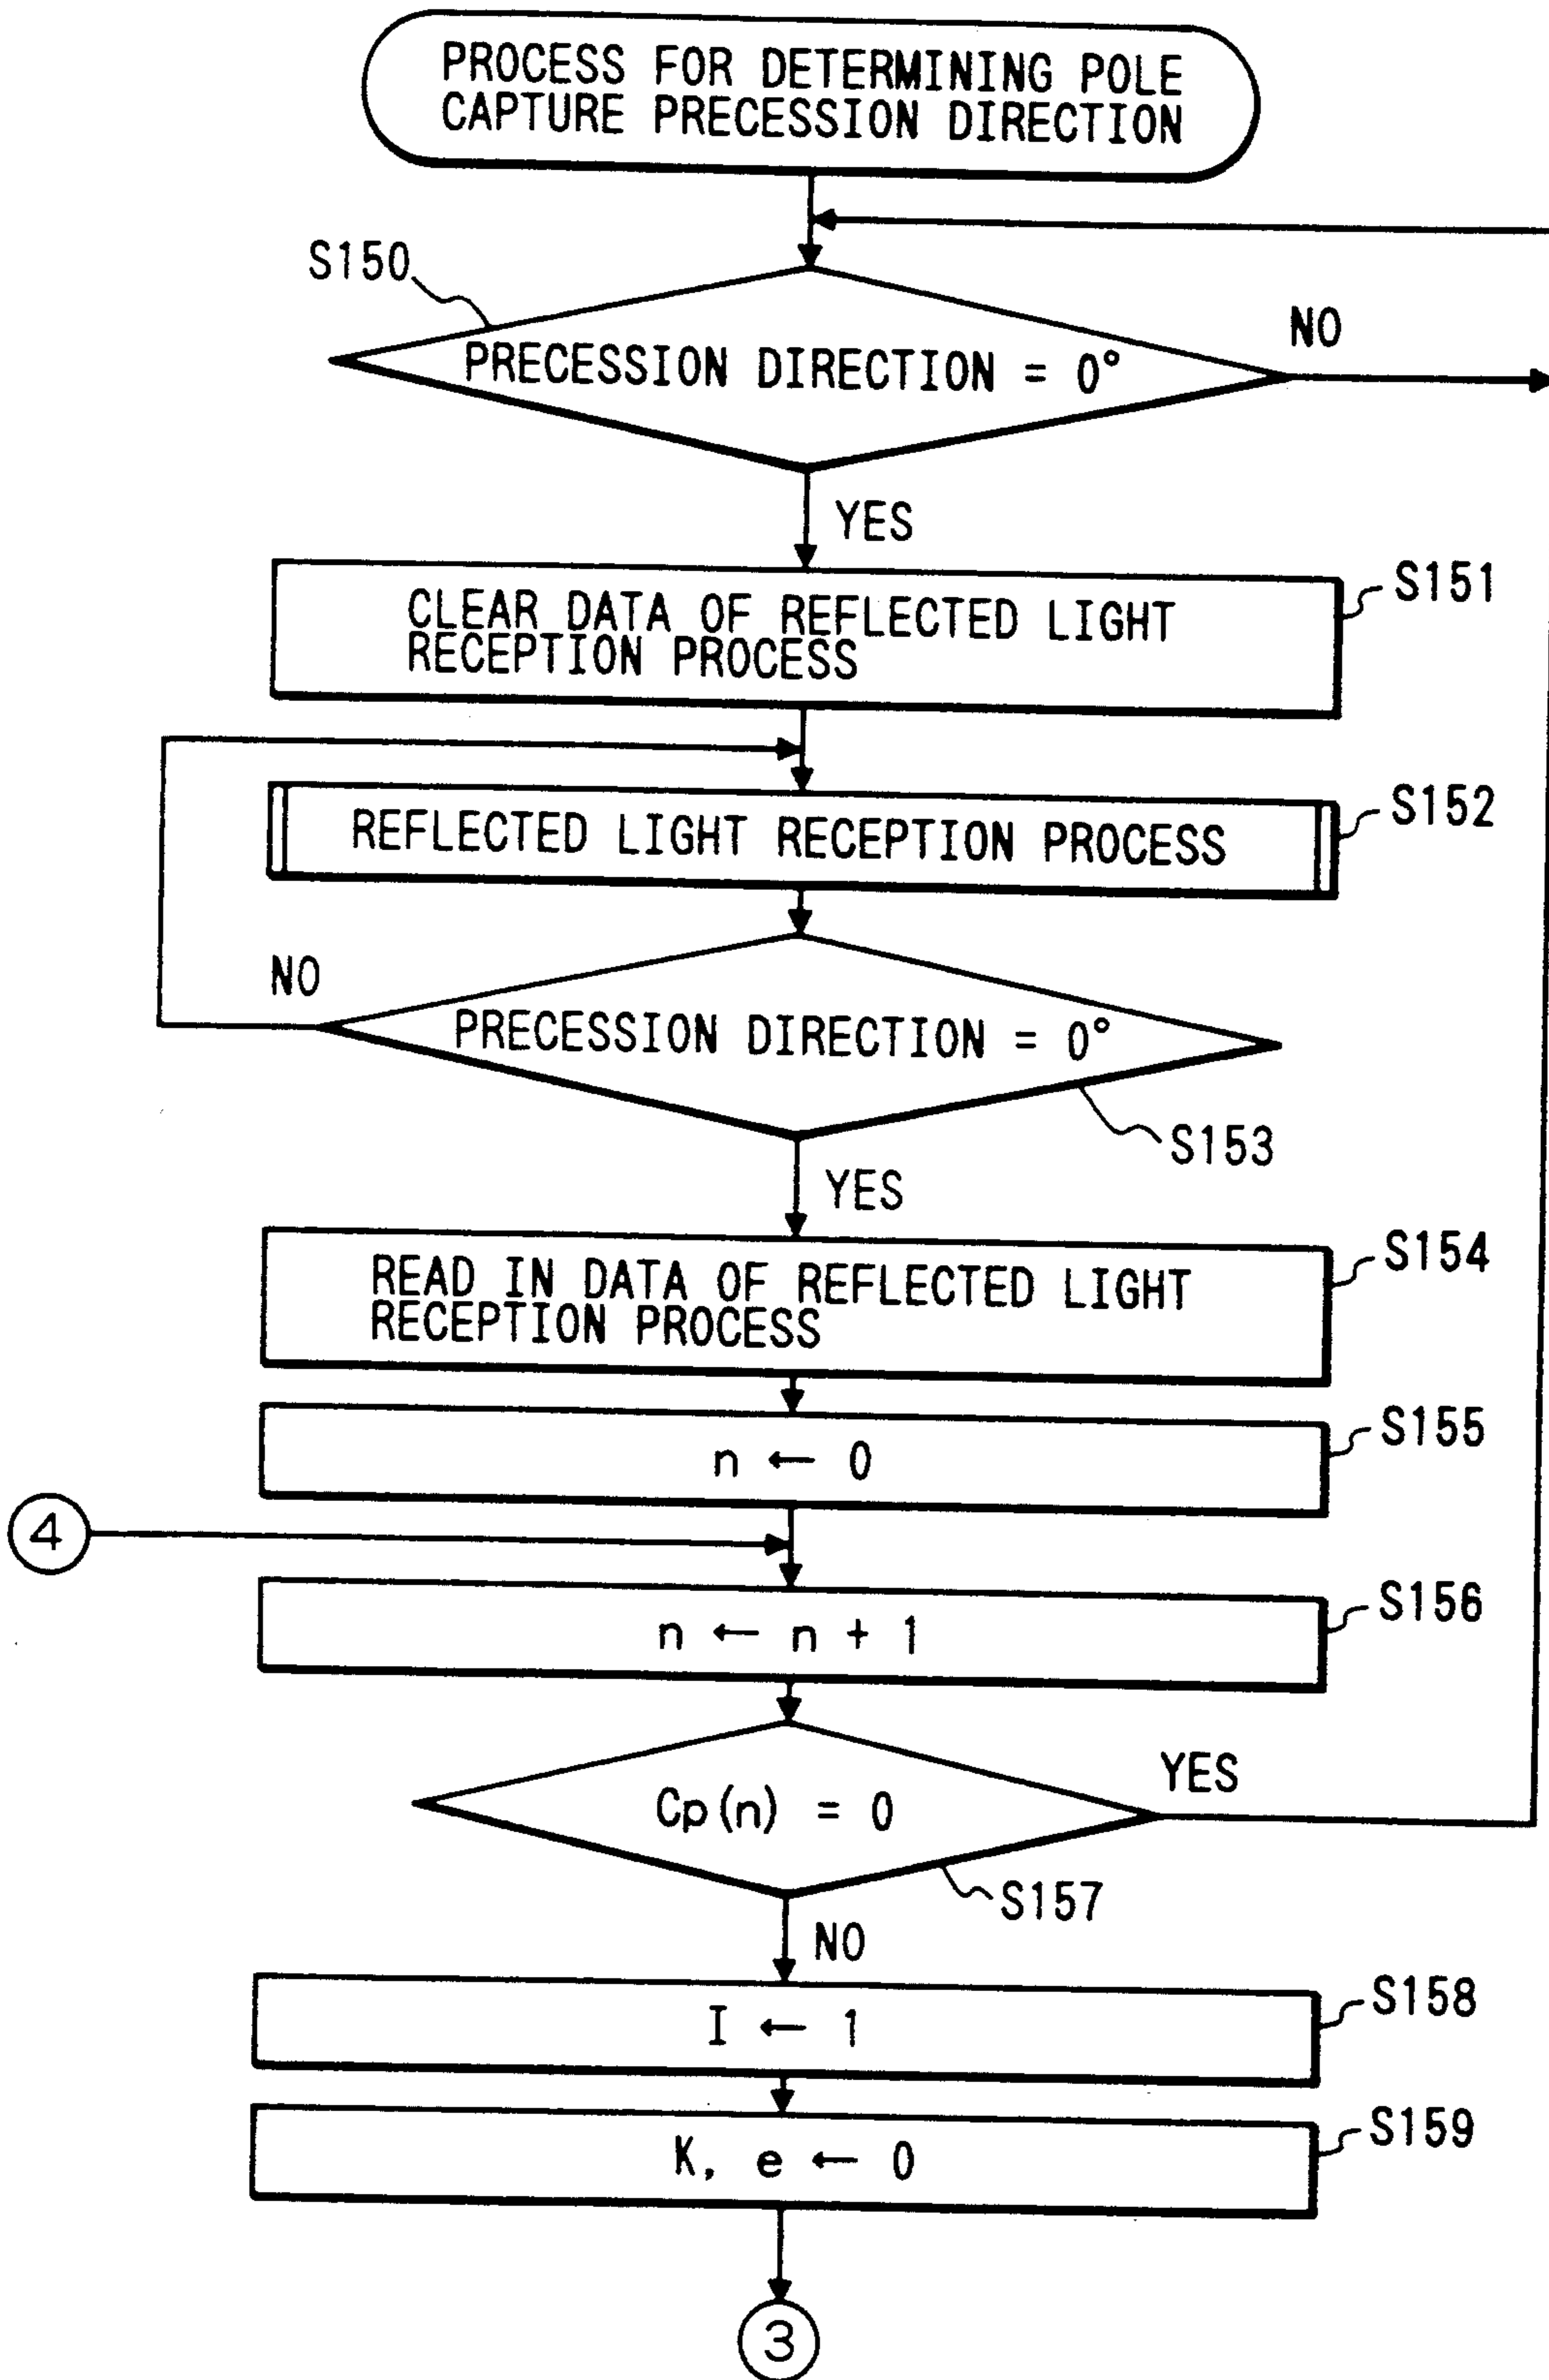 PROCESS FOR DETERMINING POLE
CAPTURE PRECESSION DIRECTION
S150
PRECESSION DIRECTION = 0°
NO
YES
CLEAR DATA OF REFLECTED LIGHT
RECEPTION PROCESS
S151
REFLECTED LIGHT RECEPTION PROCESS
S152
NO
PRECESSION DIRECTION = 0°
S153
YES
READ IN DATA OF REFLECTED LIGHT
RECEPTION PROCESS
S154
n ← 0
S155
4
n ← n + 1
S156
Cp(n) = 0
YES
S157
NO
I ← 1
S158
K, e ← 0
S159
3